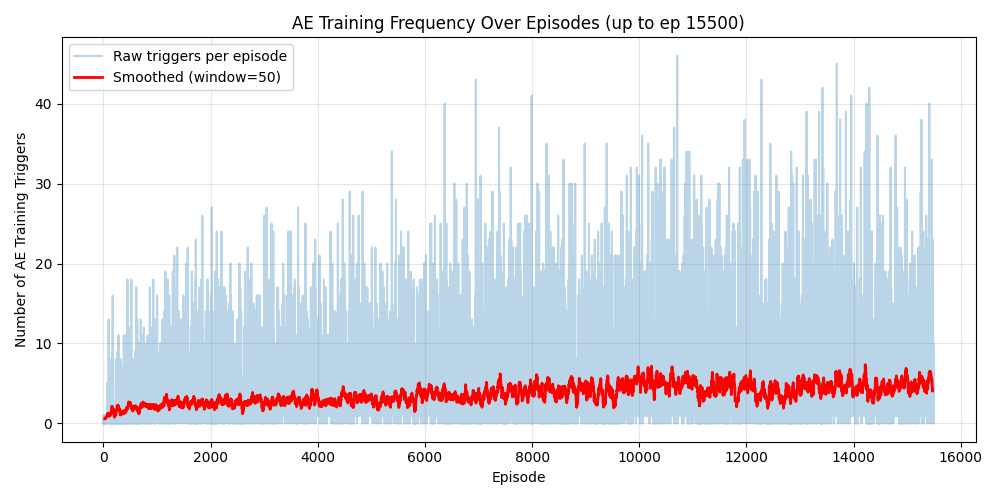 AE Training Frequency Over Episodes (up to ep 15500)
Raw triggers per episode
Smoothed (window=50)
Number of AE Training Triggers
40
30
20
10
0
0 2000 4000 6000 8000 10000 12000 14000 16000
Episode